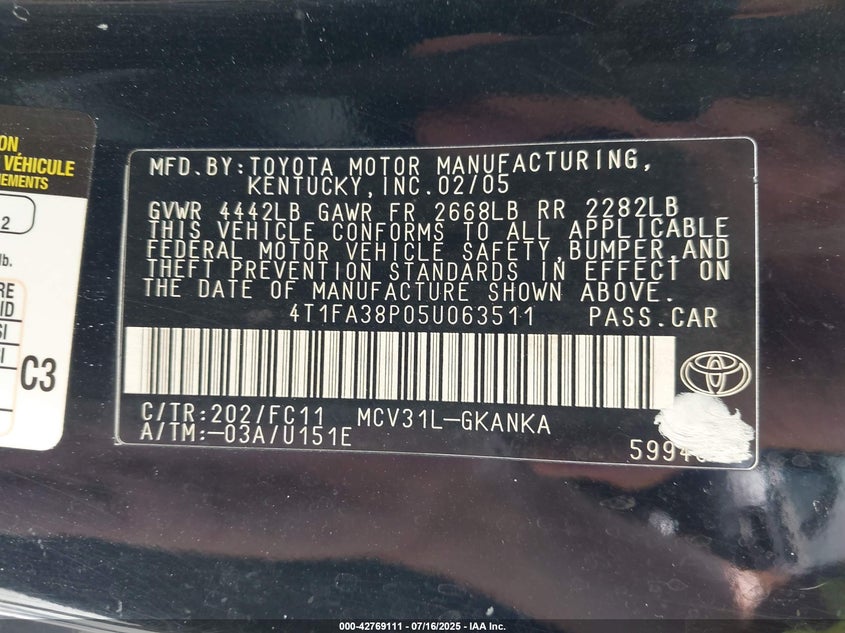 ON
VÉHICULE
NEMENTS
2
lb.
RE
ID
SI
SI
C3
MFD.BY:TOYOTA MOTOR MANUFACTURING,
KENTUCKY,INC.02/05
GVWR 4442LB GAWR FR 2668LB RR 2282LB
THIS VEHICLE CONFORMS TO ALL APPLICABLE
FEDERAL MOTOR VEHICLE SAFETY,BUMPER,AND
THEFT PREVENTION STANDARDS IN EFFECT ON
THE DATE OF MANUFACTURE SHOWN ABOVE.
4T1FA38P05U063511 PASS.CAR
C/TR:202/FC11 MCV31L-GKANKA
A/TM:-03A/U151E
5994
000-42769111 - 07/16/2025 - IAA Inc.